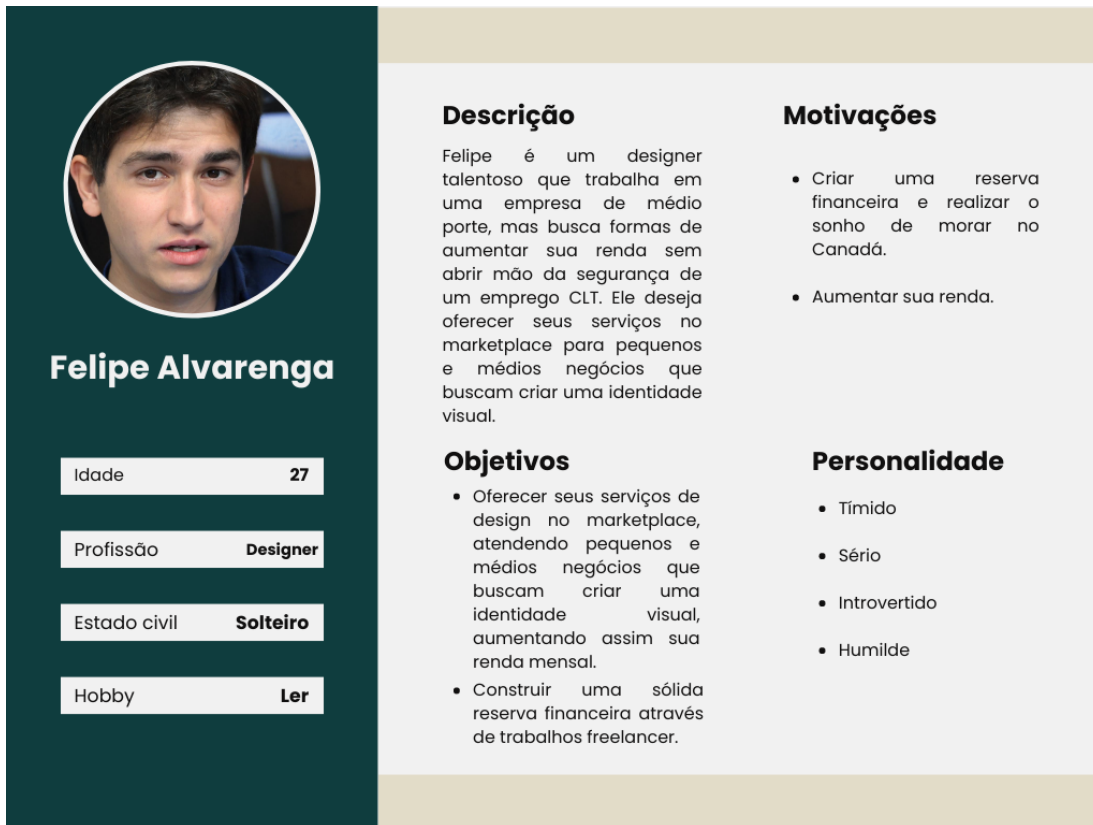 Felipe Alvarenga
Idade 27
Profissão Designer
Estado civil Solteiro
Hobby Ler
Descrição
Felipe é um designer
talentoso que trabalha em
uma empresa de médio
porte, mas busca formas de
aumentar sua renda sem
abrir mão da segurança de
um emprego CLT. Ele deseja
oferecer seus serviços no
marketplace para pequenos
e médios negócios que
buscam criar uma identidade
visual.
Motivações
• Criar uma reserva
financeira e realizar o
sonho de morar no
Canadá.
• Aumentar sua renda.
Objetivos
• Oferecer seus serviços de
design no marketplace,
atendendo pequenos e
médios negócios que
buscam criar uma
identidade visual,
aumentando assim sua
renda mensal.
• Construir uma sólida
reserva financeira através
de trabalhos freelancer.
Personalidade
• Tímido
• Sério
• Introvertido
• Humilde